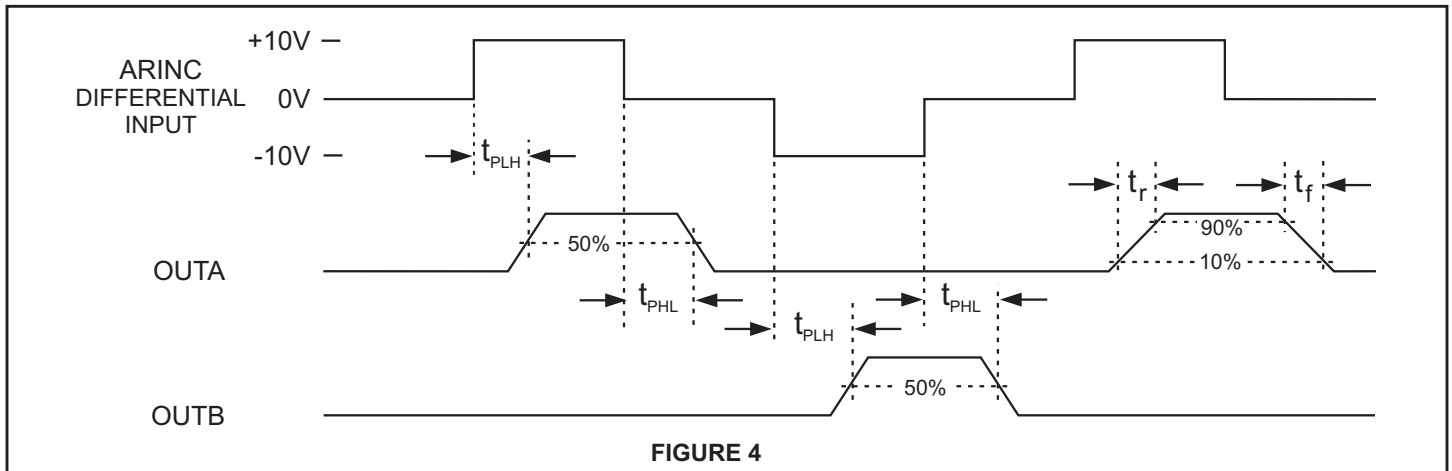 +10V
ARINC
DIFFERENTIAL
INPUT
0V
-10V
tPLH
tr
tf
90%
50%
10%
OUTA
tPHL
tPLH
tPHL
50%
OUTB
FIGURE 4